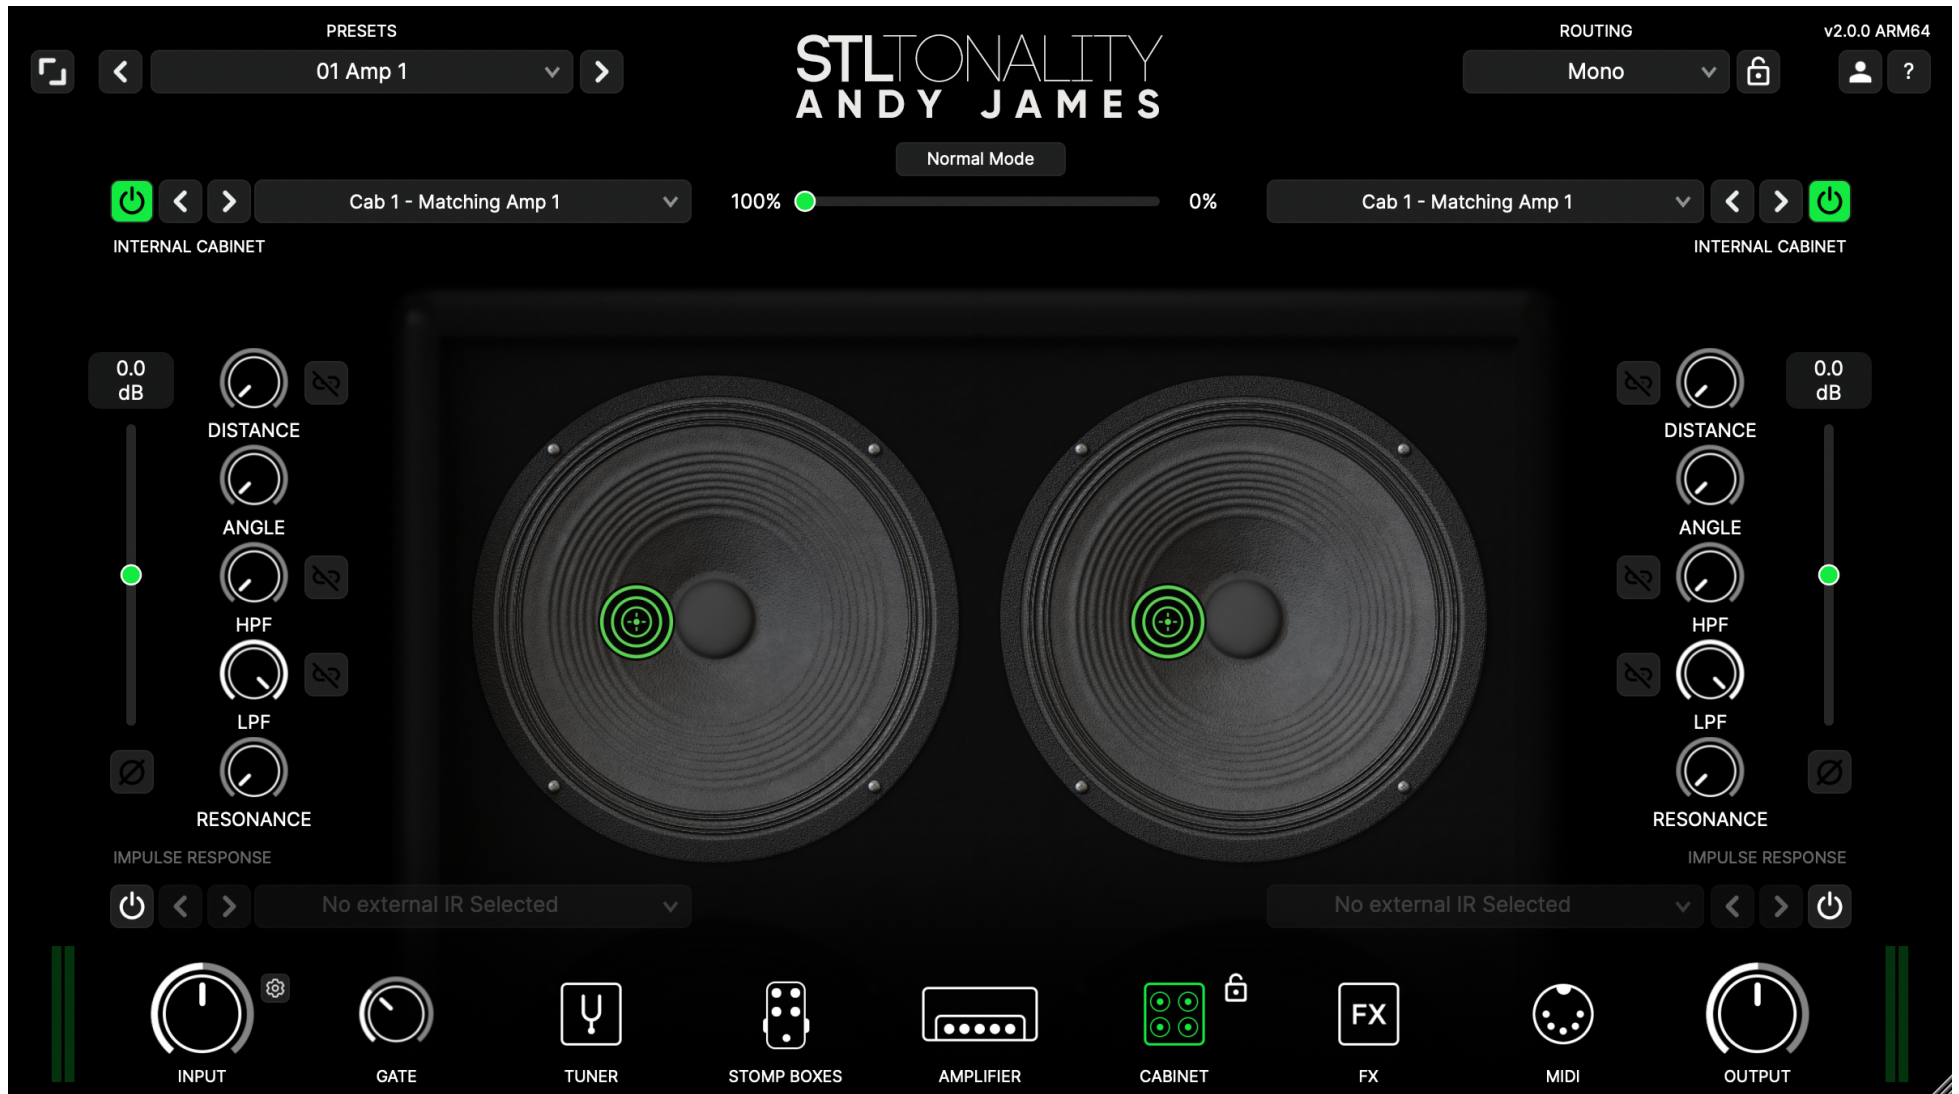 PRESETS
ROUTING
v2.0.0 ARM64
01 Amp 1
STLTONALITY
ANDY JAMES
Mono
?
Normal Mode
Cab 1 - Matching Amp 1
100%
0%
Cab 1 - Matching Amp 1
INTERNAL CABINET
INTERNAL CABINET
0.0
dB
DISTANCE
ANGLE
HPF
LPF
RESONANCE
0.0
dB
DISTANCE
ANGLE
HPF
LPF
RESONANCE
IMPULSE RESPONSE
IMPULSE RESPONSE
No external IR Selected
No external IR Selected
FX
INPUT
GATE
TUNER
STOMP BOXES
AMPLIFIER
CABINET
FX
MIDI
OUTPUT